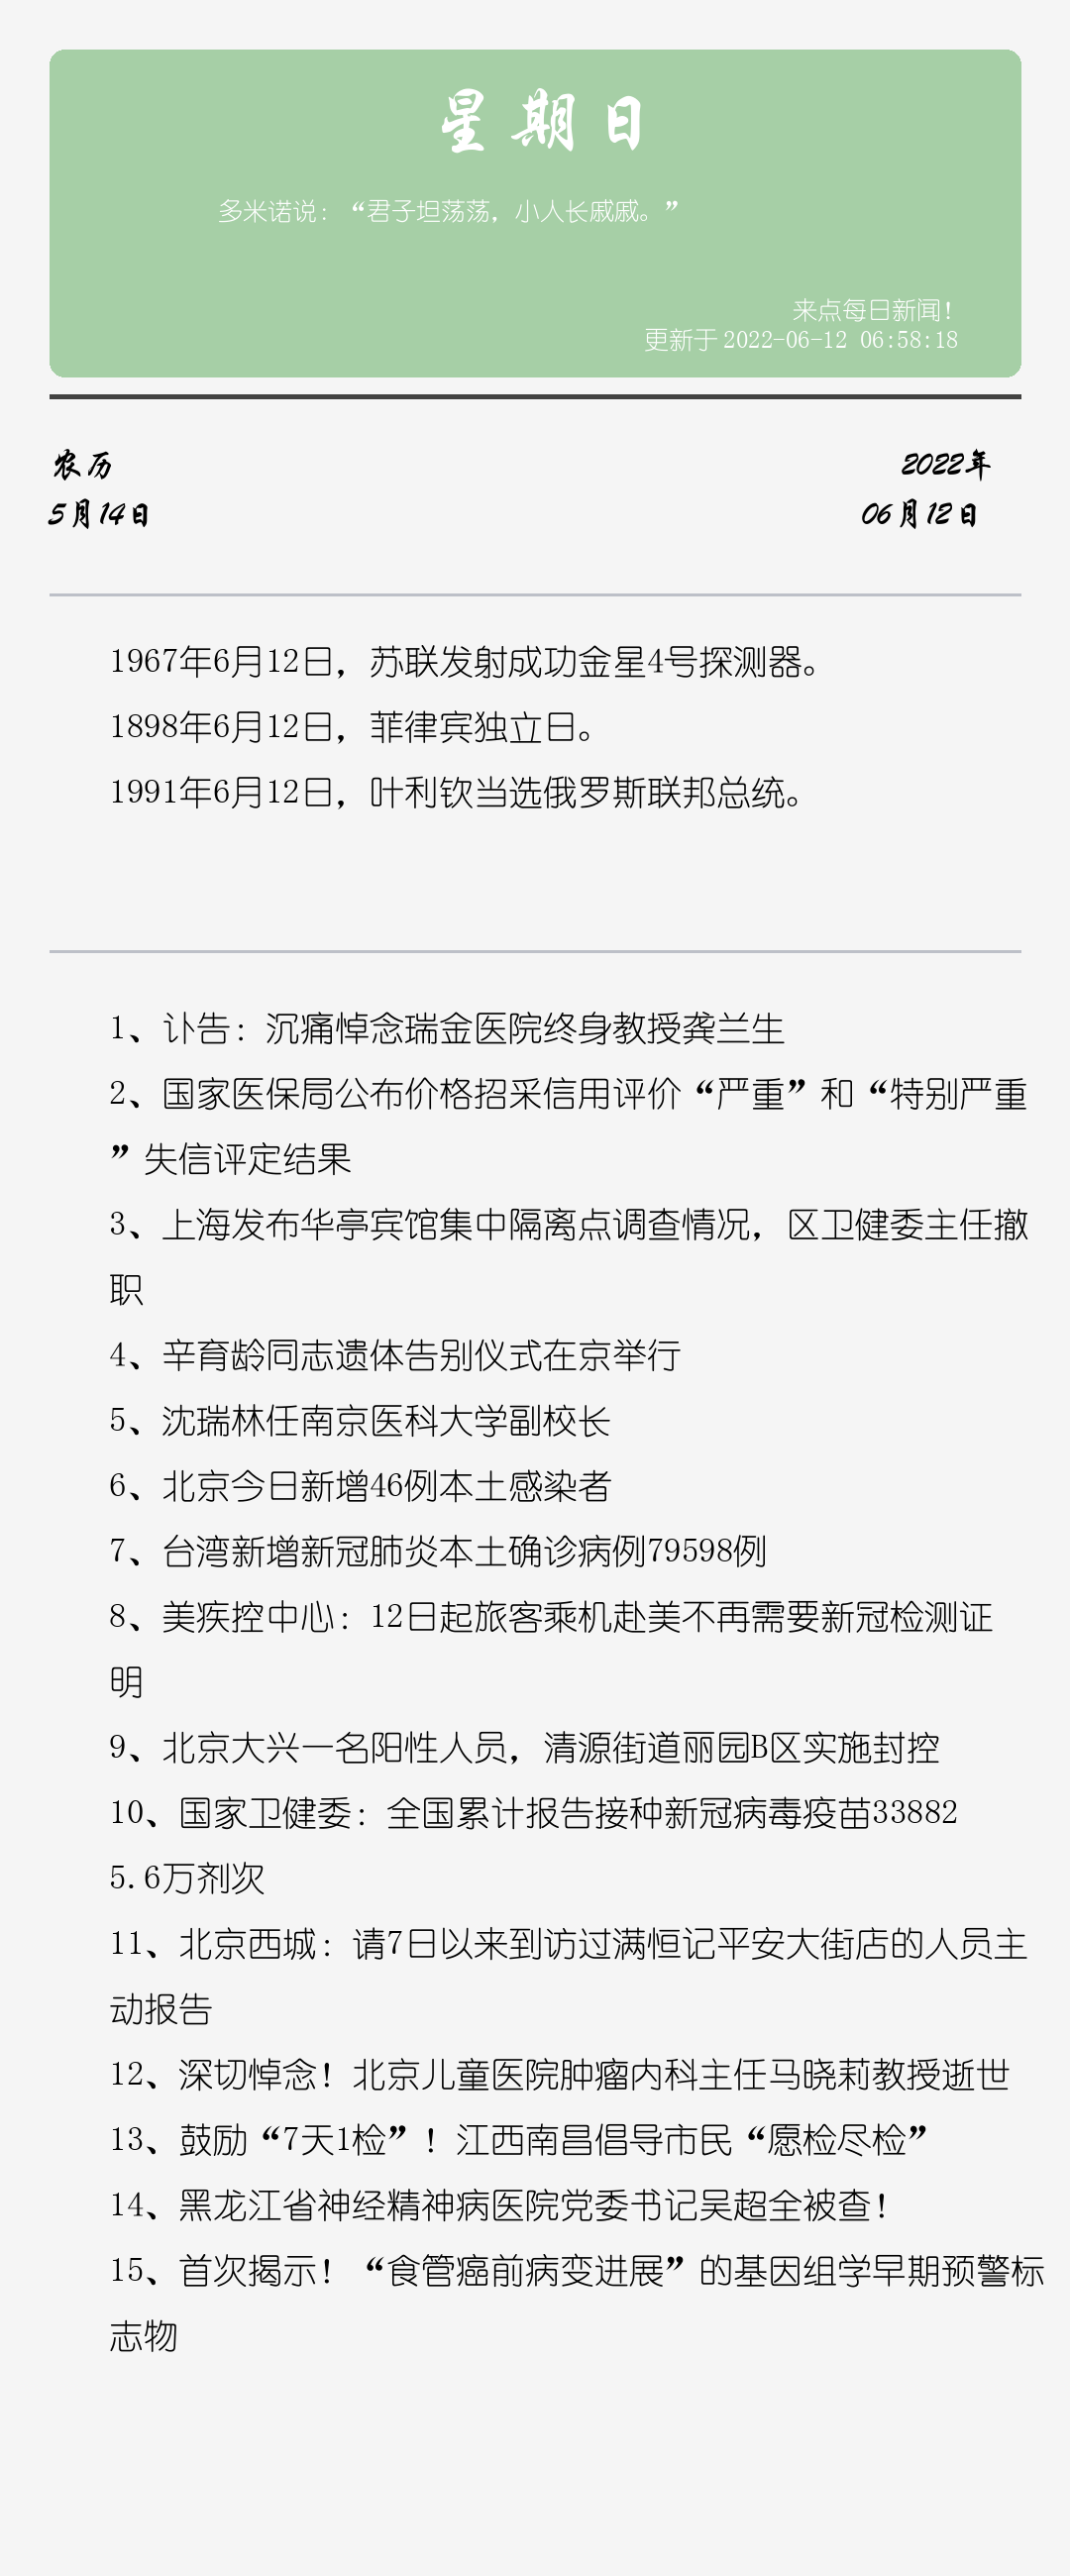 星期日
多米诺说：“君子坦荡荡，小人长戚戚。”
来点每日新闻！
更新于 2022-06-12 06:58:18
农历
2022年
5月14日
06月12日
1967年6月12日，苏联发射成功金星4号探测器。
1898年6月12日，菲律宾独立日。
1991年6月12日，叶利钦当选俄罗斯联邦总统。
1、讣告：沉痛悼念瑞金医院终身教授龚兰生
2、国家医保局公布价格招采信用评价“严重”和“特别严重
”失信评定结果
3、上海发布华亭宾馆集中隔离点调查情况，区卫健委主任撤
职
4、辛育龄同志遗体告别仪式在京举行
5、沈瑞林任南京医科大学副校长
6、北京今日新增46例本土感染者
7、台湾新增新冠肺炎本土确诊病例79598例
8、美疾控中心：12日起旅客乘机赴美不再需要新冠检测证
明
9、北京大兴一名阳性人员，清源街道丽园B区实施封控
10、国家卫健委：全国累计报告接种新冠病毒疫苗33882
5.6万剂次
11、北京西城：请7日以来到访过满恒记平安大街店的人员主
动报告
12、深切悼念！北京儿童医院肿瘤内科主任马晓莉教授逝世
13、鼓励“7天1检”！江西南昌倡导市民“愿检尽检”
14、黑龙江省神经精神病医院党委书记吴超全被查！
15、首次揭示！“食管癌前病变进展”的基因组学早期预警标
志物